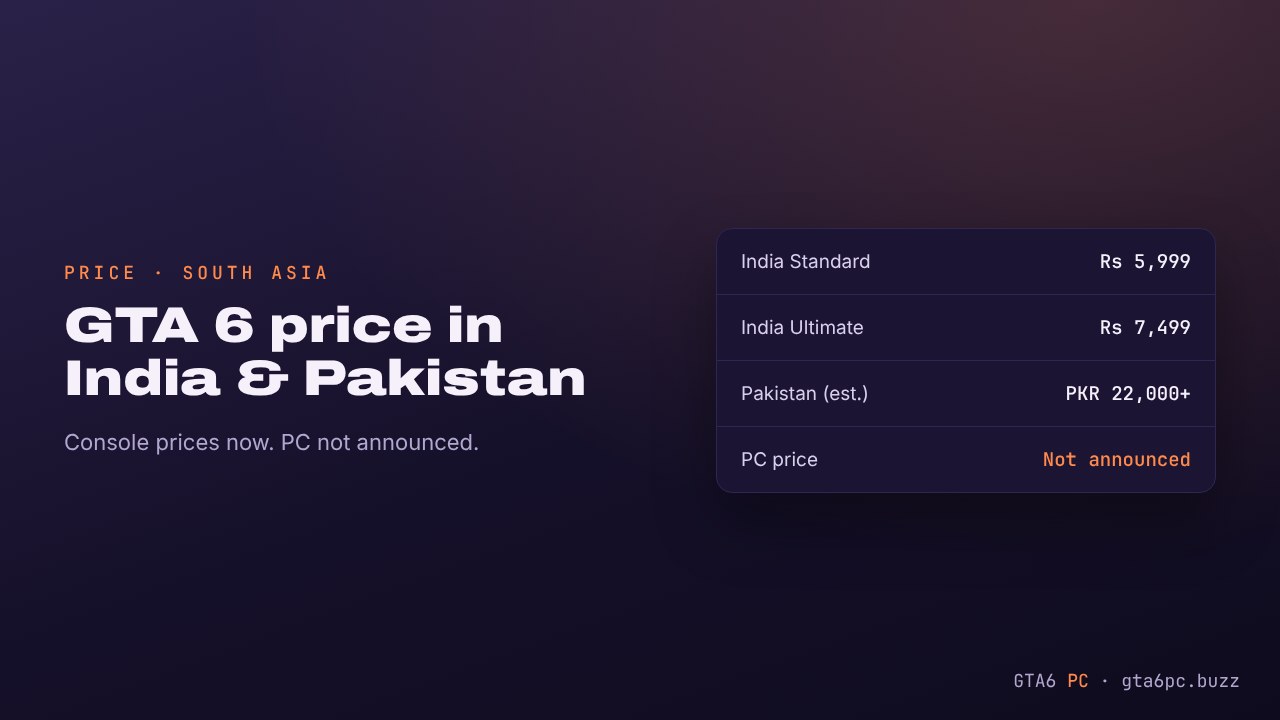 PRICE · SOUTH ASIA
GTA 6 price in
India & Pakistan
Console prices now. PC not announced.
India Standard Rs 5,999
India Ultimate Rs 7,499
Pakistan (est.) PKR 22,000+
PC price Not announced
GTA6 PC · gta6pc.buzz